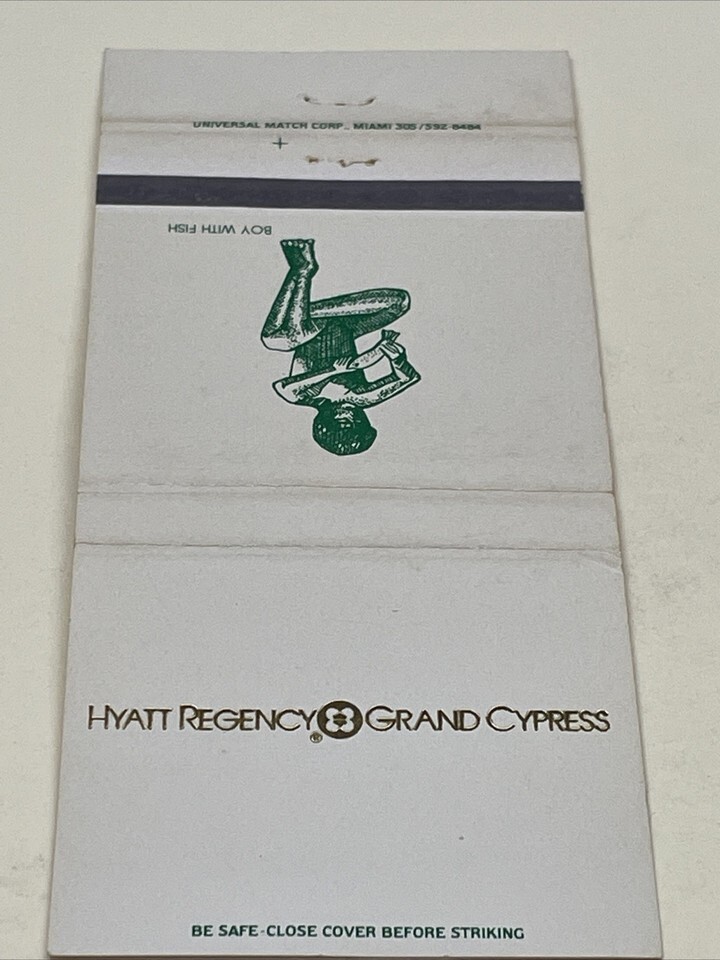 UNIVERSAL MATCH CORP., MIAMI 305/592-8484
BOY WITH FISH
HYATT REGENCY® GRAND CYPRESS
BE SAFE-CLOSE COVER BEFORE STRIKING